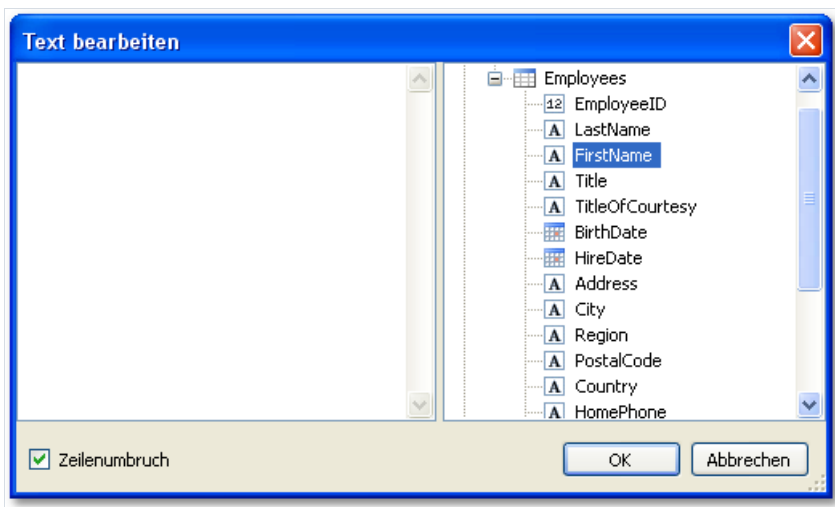 Text bearbeiten
Employees
12 EmployeeID
A LastName
A FirstName
A Title
A TitleOfCourtesy
BirthDate
HireDate
A Address
A City
A Region
A PostalCode
A Country
A HomePhone
Zeilenumbruch
OK
Abbrechen